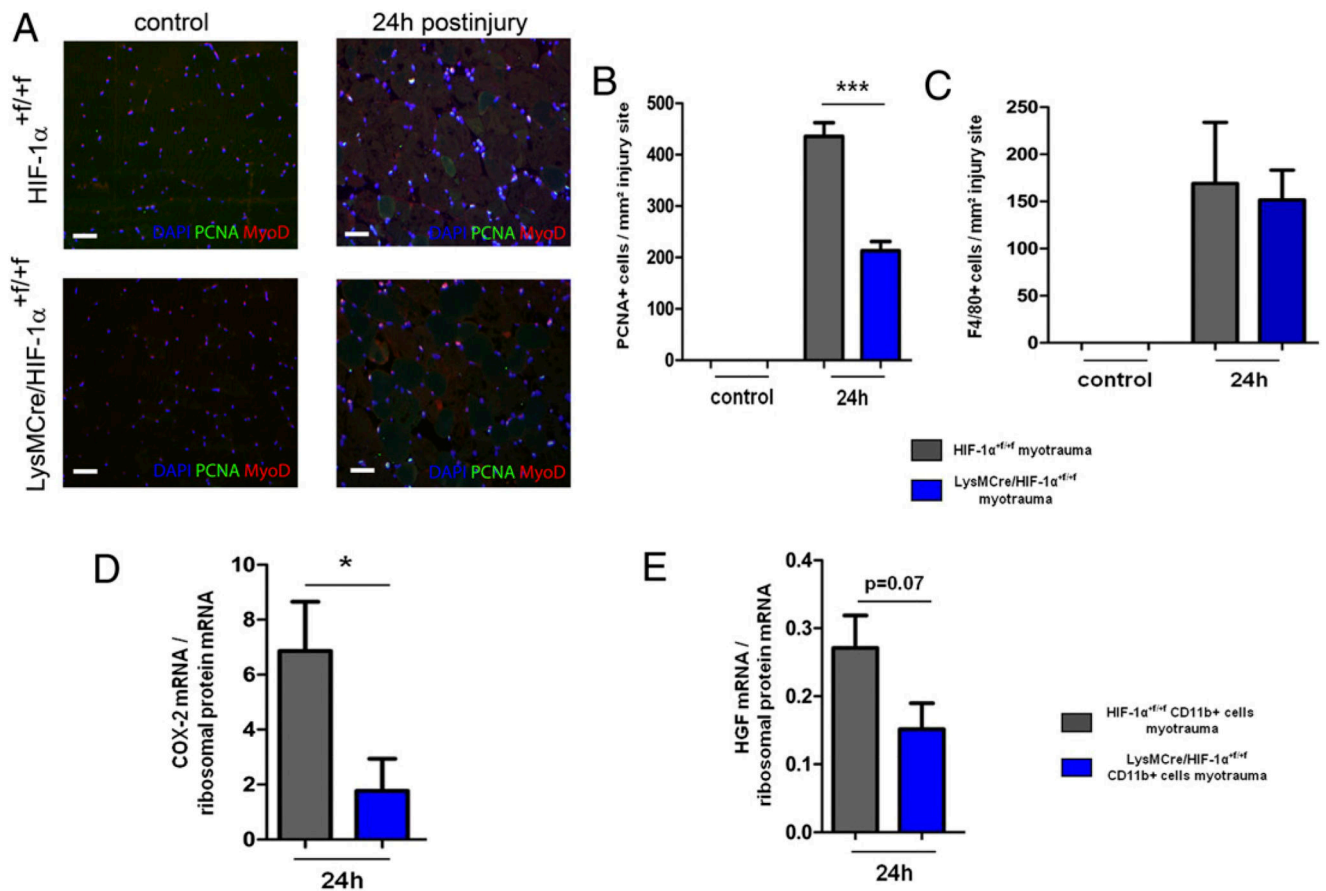 A
control
24h postinjury
HIF-1α+f/+f
DAPI PCNA MyoD
DAPI PCNA MyoD
LysMCre/HIF-1α+f/+f
DAPI PCNA MyoD
DAPI PCNA MyoD
B
PCNA+ cells / mm² injury site
500
400
300
200
100
0
***
control
24h
C
F4/80+ cells / mm² injury site
250
200
150
100
50
0
control
24h
HIF-1α+f/+f myotrauma
LysMCre/HIF-1α+f/+f
myotrauma
D
COX-2 mRNA /
ribosomal protein mRNA
10
8
6
4
2
0
*
24h
E
HGF mRNA /
ribosomal protein mRNA
0.4
0.3
0.2
0.1
0.0
p=0.07
24h
HIF-1α+f/+f CD11b+ cells
myotrauma
LysMCre/HIF-1α+f/+f
CD11b+ cells myotrauma